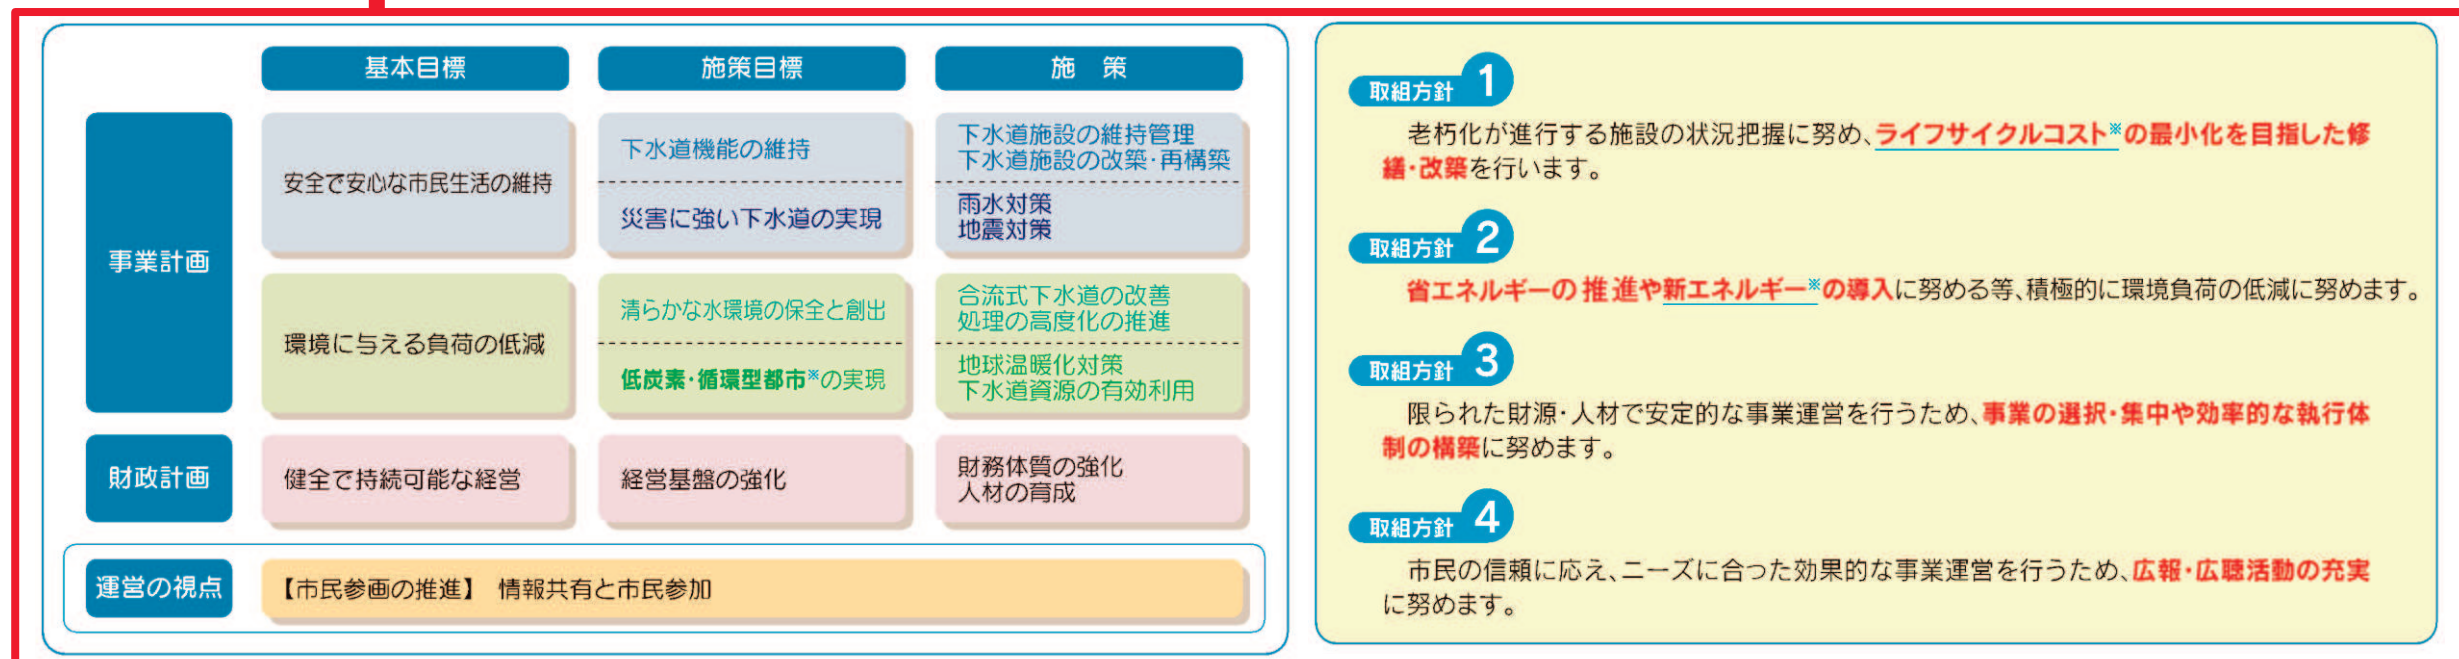 基本目標
施策目標
施　策
事業計画
安全で安心な市民生活の維持
下水道機能の維持
下水道施設の維持管理
下水道施設の改築・再構築
災害に強い下水道の実現
雨水対策
地震対策
環境に与える負荷の低減
清らかな水環境の保全と創出
合流式下水道の改善
処理の高度化の推進
低炭素・循環型都市※の実現
地球温暖化対策
下水道資源の有効利用
財政計画
健全で持続可能な経営
経営基盤の強化
財務体質の強化
人材の育成
運営の視点
【市民参画の推進】 情報共有と市民参加
取組方針 1
老朽化が進行する施設の状況把握に努め、ライフサイクルコスト※の最小化を目指した修
繕・改築を行います。
取組方針 2
省エネルギーの推進や新エネルギー※の導入に努める等、積極的に環境負荷の低減に努めます。
取組方針 3
限られた財源・人材で安定的な事業運営を行うため、事業の選択・集中や効率的な執行体
制の構築に努めます。
取組方針 4
市民の信頼に応え、ニーズに合った効果的な事業運営を行うため、広報・広聴活動の充実
に努めます。